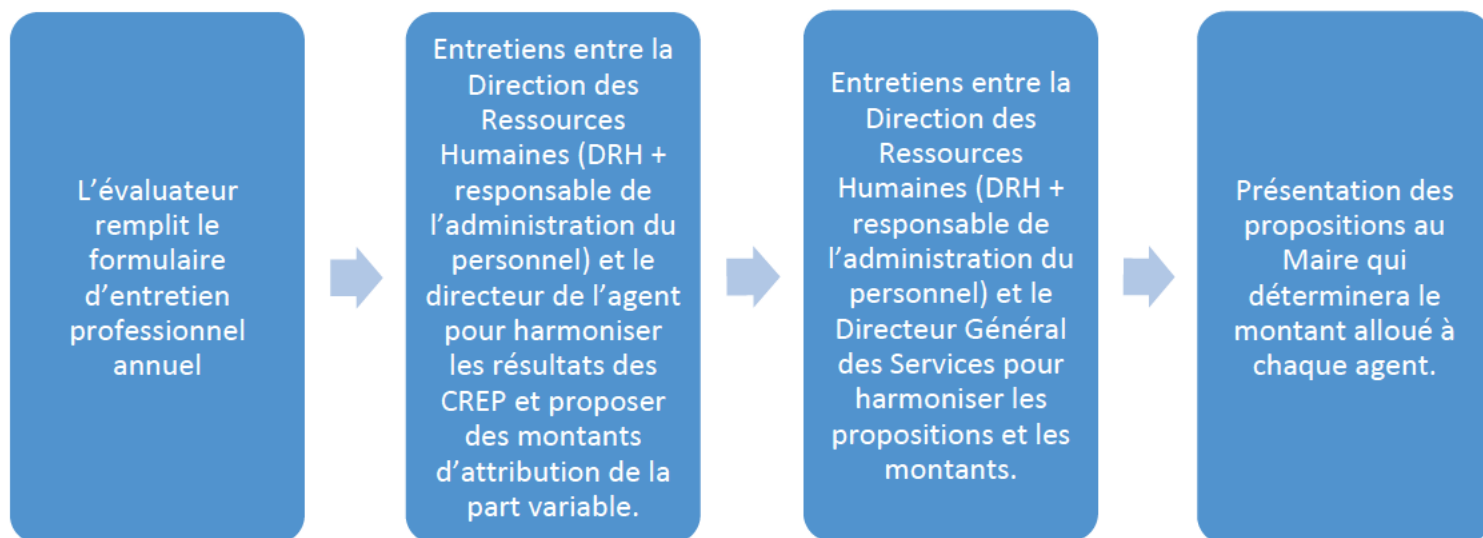 L’évaluateur
remplit le
formulaire
d’entretien
professionnel
annuel
Entretiens entre la
Direction des
Ressources
Humaines (DRH +
responsable de
l’administration du
personnel) et le
directeur de l’agent
pour harmoniser
les résultats des
CREP et proposer
des montants
d’attribution de la
part variable.
Entretiens entre la
Direction des
Ressources
Humaines (DRH +
responsable de
l’administration du
personnel) et le
Directeur Général
des Services pour
harmoniser les
propositions et les
montants.
Présentation des
propositions au
Maire qui
déterminera le
montant alloué à
chaque agent.